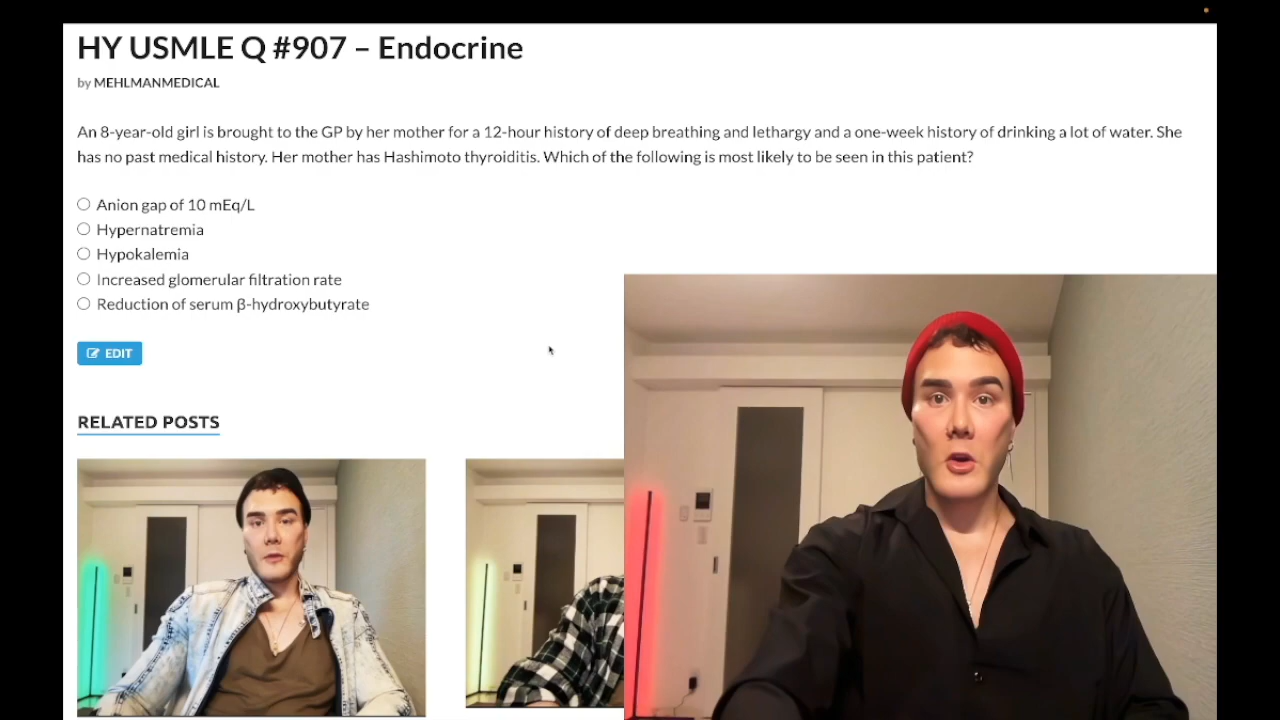 HY USMLE Q #907 – Endocrine
by MEHLMANMEDICAL
An 8-year-old girl is brought to the GP by her mother for a 12-hour history of deep breathing and lethargy and a one-week history of drinking a lot of water. She
has no past medical history. Her mother has Hashimoto thyroiditis. Which of the following is most likely to be seen in this patient?
Anion gap of 10 mEq/L
Hypernatremia
Hypokalemia
Increased glomerular filtration rate
Reduction of serum β-hydroxybutyrate
EDIT
RELATED POSTS